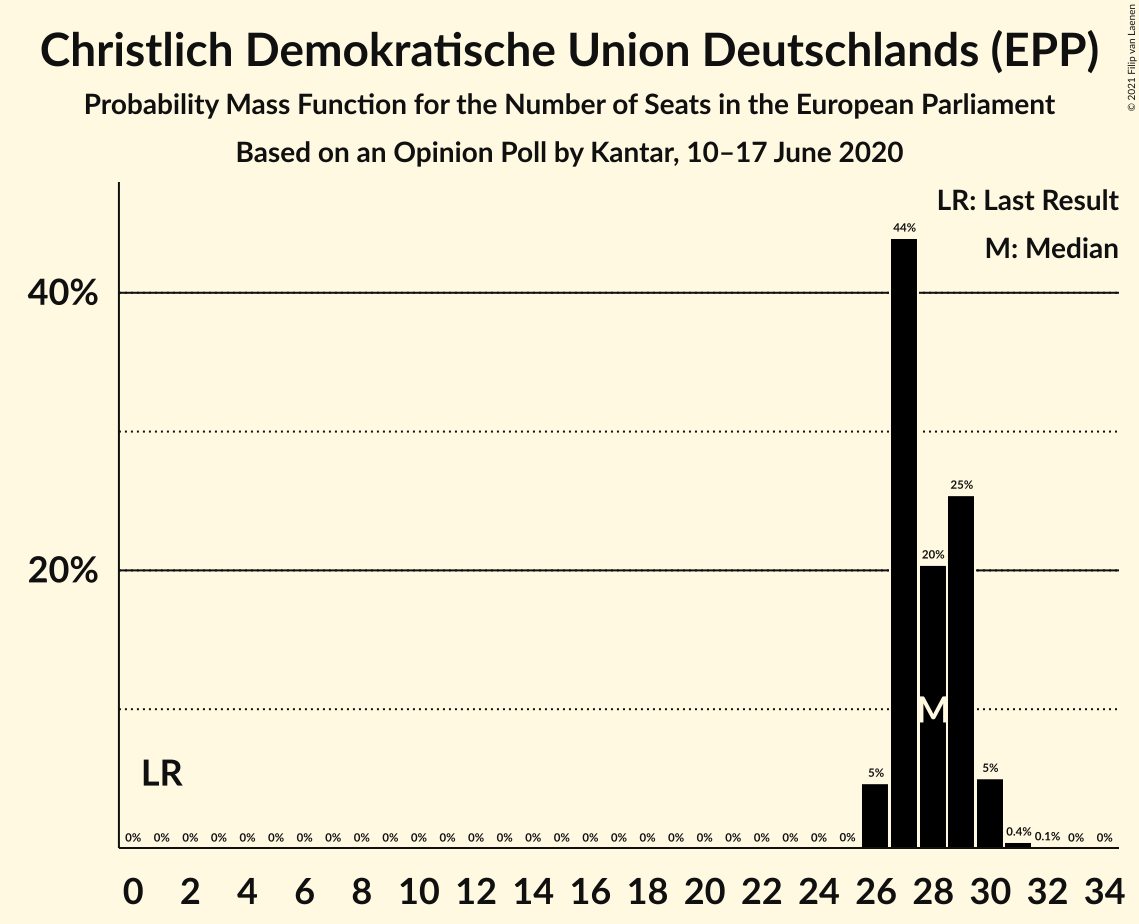 Christlich Demokratische Union Deutschlands (EPP)
Probability Mass Function for the Number of Seats in the European Parliament
Based on an Opinion Poll by Kantar, 10–17 June 2020
© 2021 Filip van Laenen
LR: Last Result
M: Median
44%
40%
25%
20%
20%
M
LR
5%
5%
0% 0% 0% 0% 0% 0% 0% 0% 0% 0% 0% 0% 0% 0% 0% 0% 0% 0% 0% 0% 0% 0% 0% 0% 0% 0% 0.4% 0.1% 0% 0%
0 2 4 6 8 10 12 14 16 18 20 22 24 26 28 30 32 34